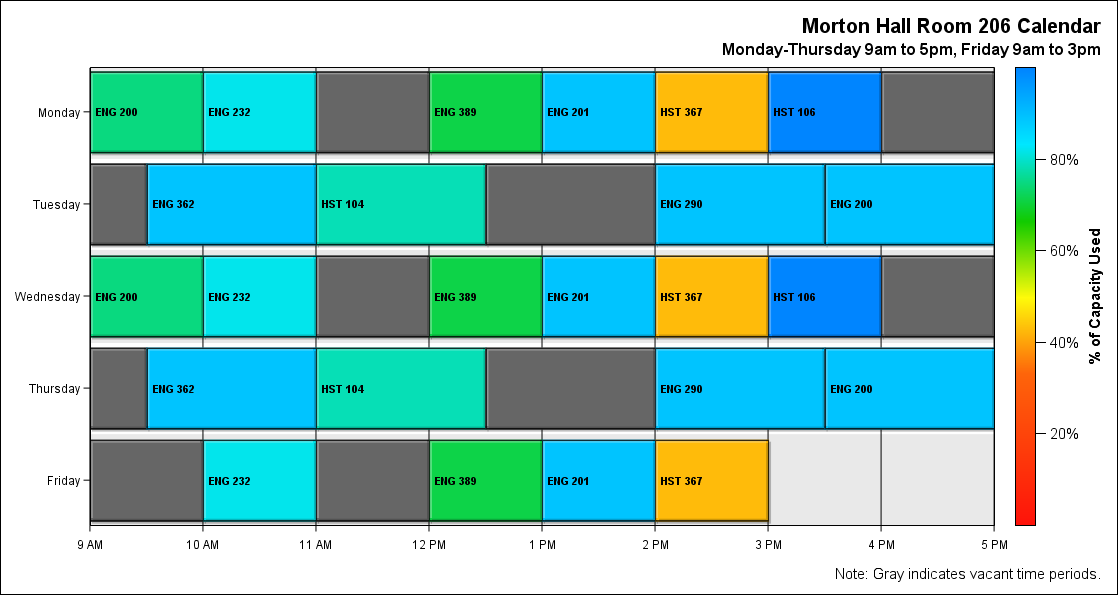 Morton Hall Room 206 Calendar
Monday-Thursday 9am to 5pm, Friday 9am to 3pm
Monday
ENG 200
ENG 232
ENG 389
ENG 201
HST 367
HST 106
Tuesday
ENG 362
HST 104
ENG 290
ENG 200
Wednesday
ENG 200
ENG 232
ENG 389
ENG 201
HST 367
HST 106
Thursday
ENG 362
HST 104
ENG 290
ENG 200
Friday
ENG 232
ENG 389
ENG 201
HST 367
9 AM
10 AM
11 AM
12 PM
1 PM
2 PM
3 PM
4 PM
5 PM
80%
60%
40%
20%
% of Capacity Used
Note: Gray indicates vacant time periods.